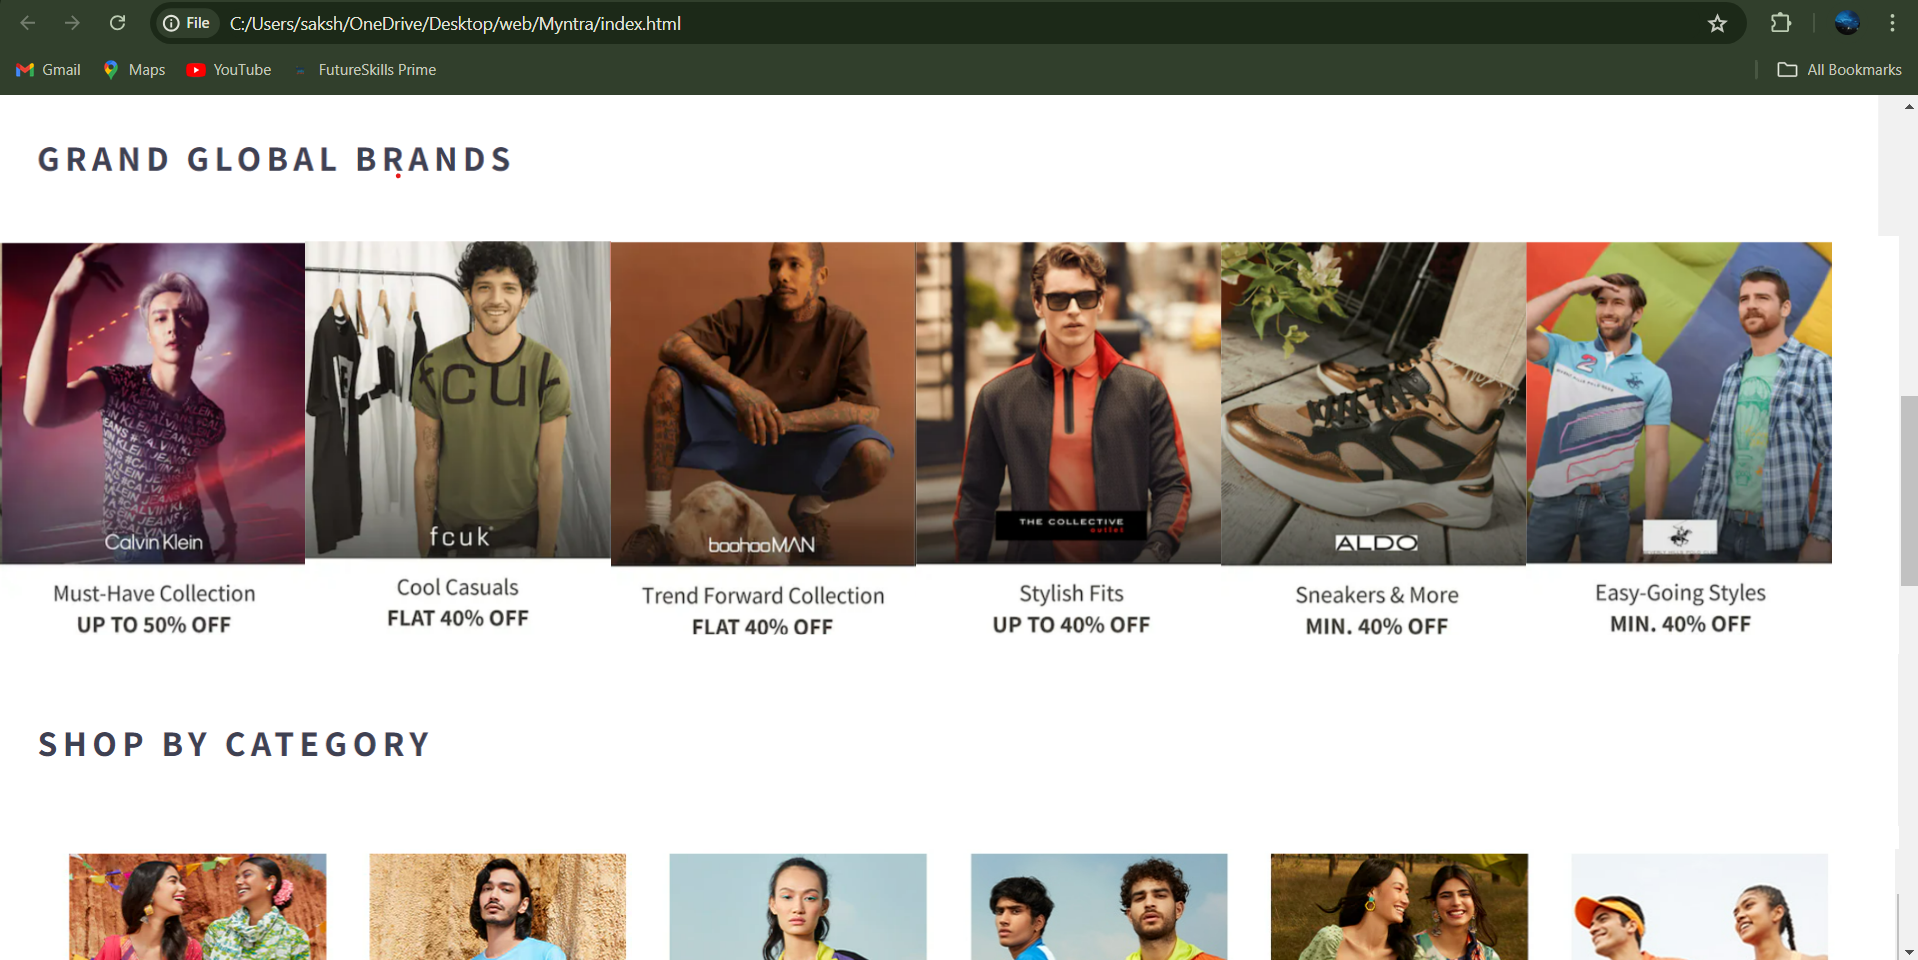 File C:/Users/saksh/OneDrive/Desktop/web/Myntra/index.html
Gmail Maps YouTube FutureSkills Prime All Bookmarks
GRAND GLOBAL BRANDS
Calvin Klein
fcuk
fcuk
boohooMAN
THE COLLECTIVE
outlet
ALDO
2
Must-Have Collection
UP TO 50% OFF
Cool Casuals
FLAT 40% OFF
Trend Forward Collection
FLAT 40% OFF
Stylish Fits
UP TO 40% OFF
Sneakers & More
MIN. 40% OFF
Easy-Going Styles
MIN. 40% OFF
SHOP BY CATEGORY